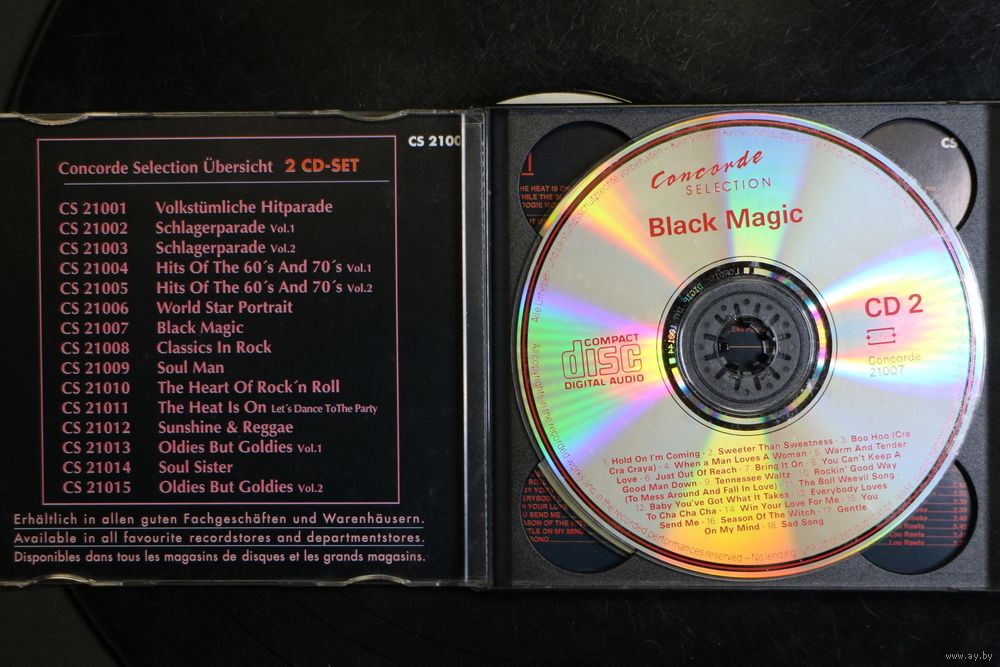 CS 2100
Concorde Selection Übersicht 2 CD-SET
CS 21001 Volkstümliche Hitparade
CS 21002 Schlagerparade Vol.1
CS 21003 Schlagerparade Vol.2
CS 21004 Hits Of The 60´s And 70´s Vol.1
CS 21005 Hits Of The 60´s And 70´s Vol.2
CS 21006 World Star Portrait
CS 21007 Black Magic
CS 21008 Classics In Rock
CS 21009 Soul Man
CS 21010 The Heart Of Rock´n Roll
CS 21011 The Heat Is On Let´s Dance ToThe Party
CS 21012 Sunshine & Reggae
CS 21013 Oldies But Goldies Vol.1
CS 21014 Soul Sister
CS 21015 Oldies But Goldies Vol.2
Erhältlich in allen guten Fachgeschäften und Warenhäusern.
Available in all favourite recordstores and departmentstores.
Disponibles dans tous les magasins de disques et les grands magasins.
CS
Concorde
SELECTION
Black Magic
CD 2
COMPACT
disc
DIGITAL AUDIO
Concorde
21007
1. Hold On I'm Coming · 2. Sweeter Than Sweetness · 3. Boo Hoo (Cra
Cra Craya) · 4. When a Man Loves A Woman · 5. Warm And Tender
Love · 6. Just Out Of Reach · 7. Bring It On · 8. You Can't Keep A
Good Man Down · 9. Tennessee Waltz · 10. Rockin' Good Way
(To Mess Around And Fall In Love) · 11. The Boll Weevil Song ·
12. Baby You've Got What It Takes · 13. Everybody Loves
To Cha Cha Cha · 14. Win Your Love For Me · 15. You
Send Me · 16. Season Of The Witch · 17. Gentle
On My Mind · 18. Sad Song
Lou Rawls
Lou Rawls
www.ay.by